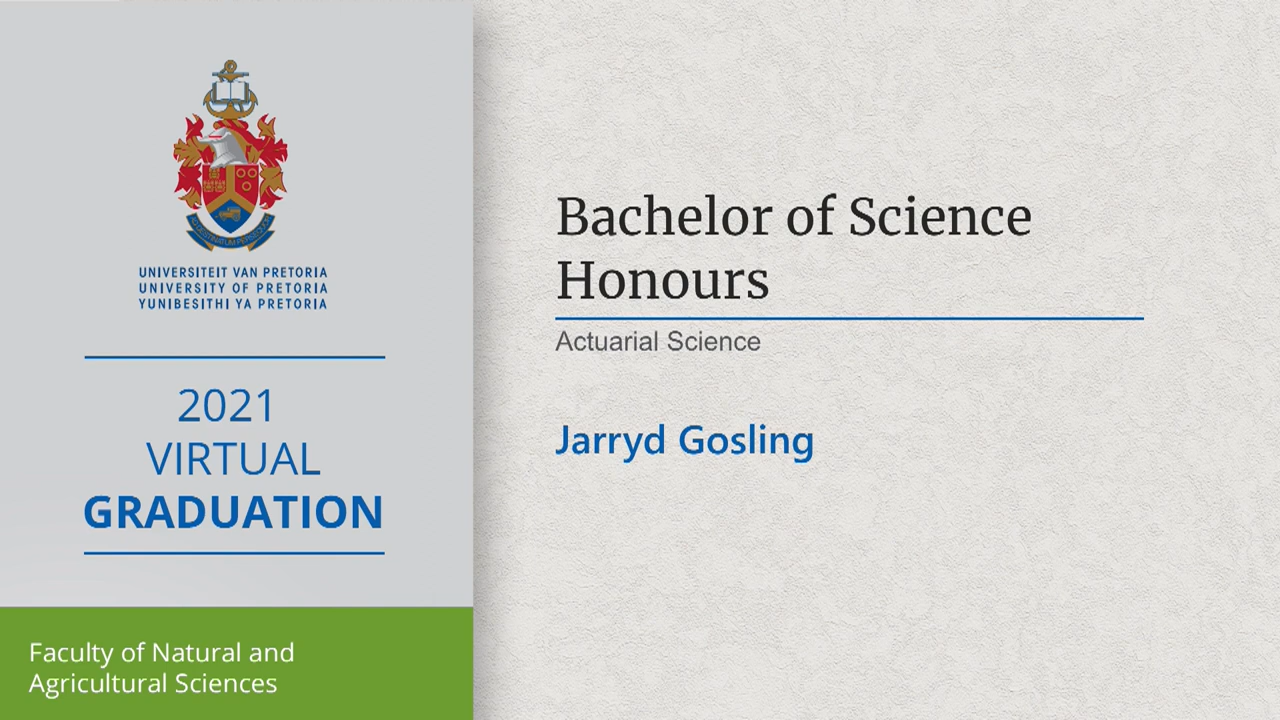 UNIVERSITEIT VAN PRETORIA
UNIVERSITY OF PRETORIA
YUNIBESITHI YA PRETORIA
2021
VIRTUAL
GRADUATION
Faculty of Natural and
Agricultural Sciences
Bachelor of Science
Honours
Actuarial Science
Jarryd Gosling